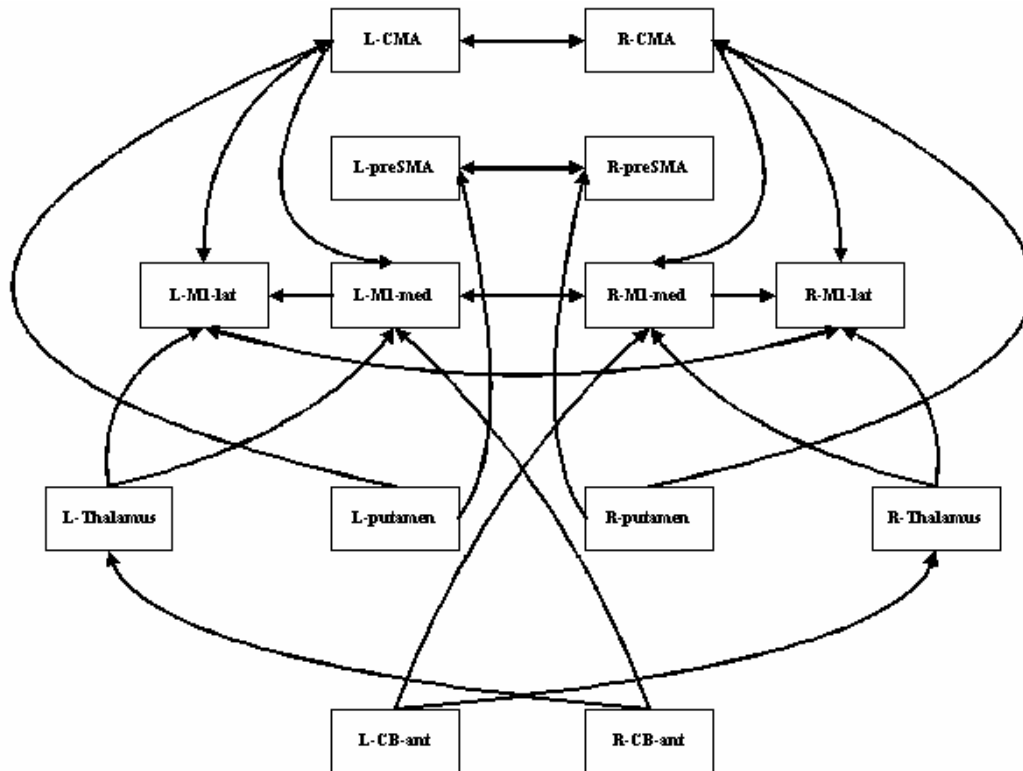 L-CMA
R-CMA
L-preSMA
R-preSMA
L-M1-lat
L-M1-med
R-M1-med
R-M1-lat
L-Thalamus
L-putamen
R-putamen
R-Thalamus
L-CB-ant
R-CB-ant